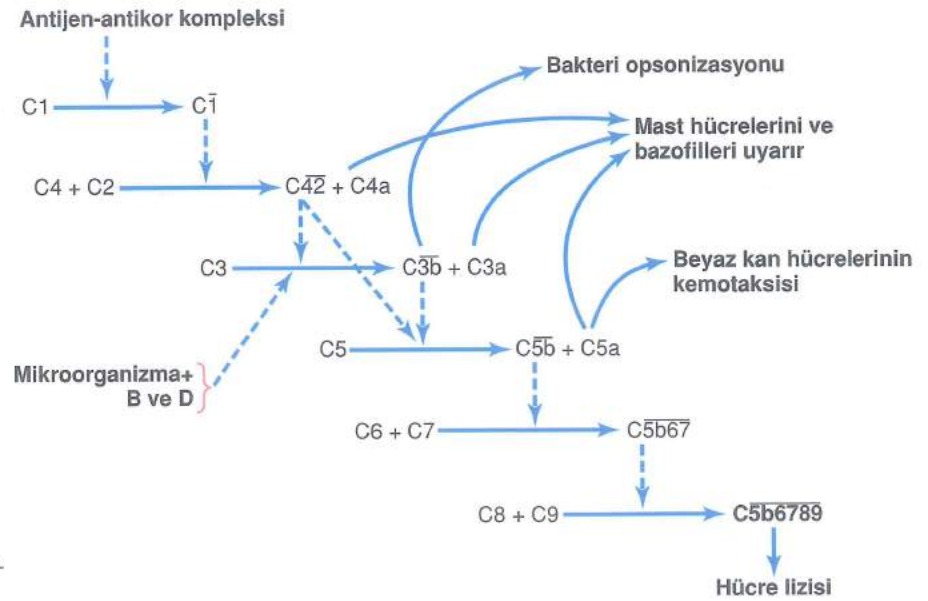 Antijen-antikor kompleksi
Bakteri opsonizasyonu
C1 C1̅
Mast hücrelerini ve
bazofilleri uyarır
C4 + C2 C4̅2̅ + C4a
C3 C3̅b̅ + C3a
Beyaz kan hücrelerinin
kemotaksisi
C5 C5̅b̅ + C5a
Mikroorganizma+
B ve D
C6 + C7 C5̅b̅6̅7̅
C8 + C9 C5̅b̅6̅7̅8̅9̅
Hücre lizisi